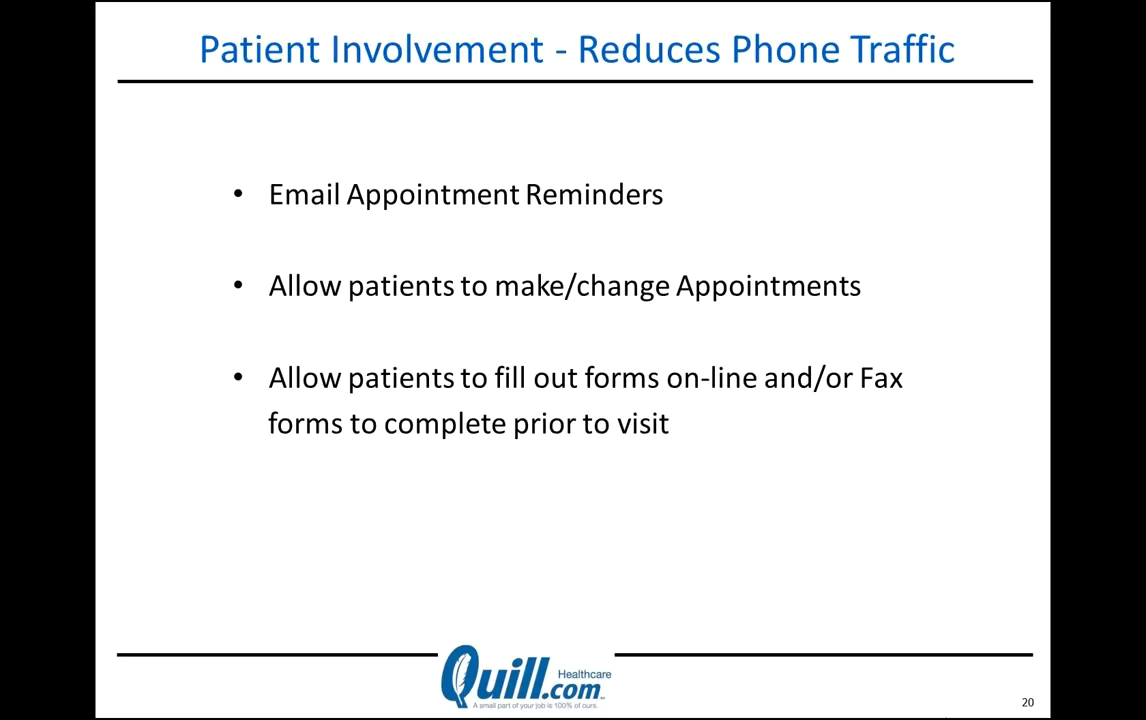 Patient Involvement - Reduces Phone Traffic
• Email Appointment Reminders
• Allow patients to make/change Appointments
• Allow patients to fill out forms on-line and/or Fax
forms to complete prior to visit
Healthcare
Quill.com
A small part of your job is 100% of ours.
20